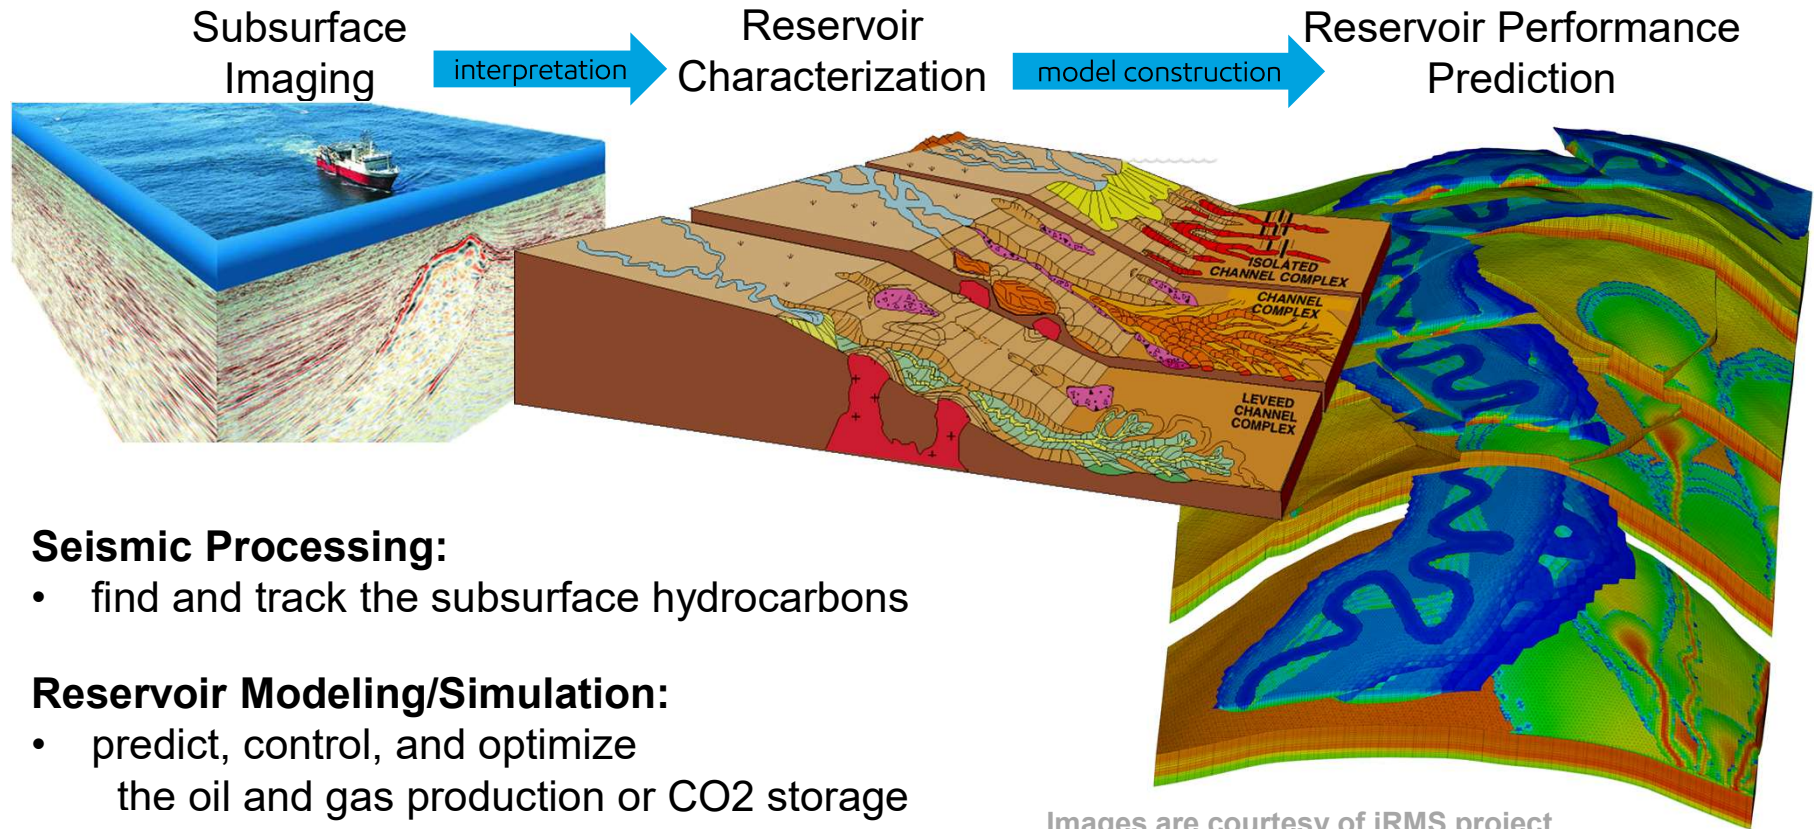 Subsurface
Imaging
interpretation
Reservoir
Characterization
model construction
Reservoir Performance
Prediction
ISOLATED
CHANNEL COMPLEX
CHANNEL
COMPLEX
LEVEED
CHANNEL
COMPLEX
Seismic Processing:
• find and track the subsurface hydrocarbons
Reservoir Modeling/Simulation:
• predict, control, and optimize
the oil and gas production or CO2 storage
Images are courtesy of iRMS project